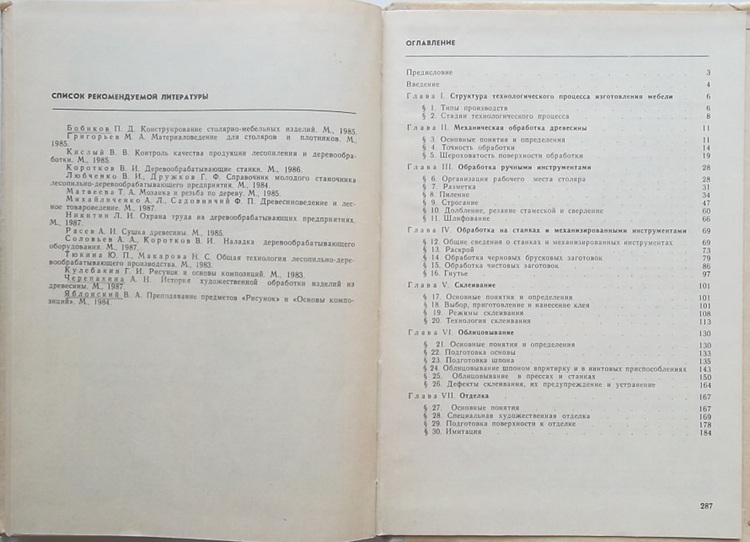 СПИСОК РЕКОМЕНДУЕМОЙ ЛИТЕРАТУРЫ
Бобиков П. Д. Конструирование столярно-мебельных изделий. М., 1985.
Григорьев М. А. Материаловедение для столяров и плотников. М.,
1985.
Кислый В. В. Контроль качества продукции лесопиления и деревообра-
ботки. М., 1985.
Коротков В. И. Деревообрабатывающие станки. М., 1986.
Любченко В. И., Дружков Г. Ф. Справочник молодого станочника
лесопильно-деревообрабатывающего предприятия. М., 1984.
Матвеева Т. А. Мозаика и резьба по дереву. М., 1985.
Михайличенко А. Л., Садовничий Ф. П. Древесиноведение и лес-
ное товароведение. М., 1987.
Никитин Л. И. Охрана труда на деревообрабатывающих предприятиях.
М., 1987.
Расев А. И. Сушка древесины. М., 1985.
Соловьев А. А., Коротков В. И. Наладка деревообрабатывающего
оборудования. М., 1987.
Тюкина Ю. П., Макарова Н. С. Общая технология лесопильно-дере-
вообрабатывающего производства. М., 1983.
Кулебакин Г. И. Рисунок и основы композиций. М., 1983.
Черепахина А. Н. История художественной обработки изделий из
древесины. М., 1987.
Яблонский В. А. Преподавание предметов «Рисунок» и «Основы компо-
зиций». М., 1984.
ОГЛАВЛЕНИЕ
Предисловие 3
Введение 4
Глава I. Структура технологического процесса изготовления мебели 6
§ 1. Типы производств 6
§ 2. Стадии технологического процесса 8
Глава II. Механическая обработка древесины 11
§ 3. Основные понятия и определения 11
§ 4. Точность обработки 14
§ 5. Шероховатость поверхности обработки 19
Глава III. Обработка ручными инструментами 28
§ 6. Организация рабочего места столяра 28
§ 7. Разметка 31
§ 8. Пиление 34
§ 9. Строгание 47
§ 10. Долбление, резание стамеской и сверление 60
§ 11. Шлифование 66
Глава IV. Обработка на станках и механизированными инструментами 69
§ 12. Общие сведения о станках и механизированных инструментах 69
§ 13. Раскрой 73
§ 14. Обработка черновых брусковых заготовок 79
§ 15. Обработка чистовых заготовок 86
§ 16. Гнутье 97
Глава V. Склеивание 101
§ 17. Основные понятия и определения 101
§ 18. Выбор, приготовление и нанесение клея 101
§ 19. Режимы склеивания 108
§ 20. Технология склеивания 113
Глава VI. Облицовывание 130
§ 21. Основные понятия и определения 130
§ 22. Подготовка основы 133
§ 23. Подготовка шпона 135
§ 24. Облицовывание шпоном впритирку и в винтовых приспособлениях 143
§ 25. Облицовывание в прессах и станках 150
§ 26. Дефекты склеивания, их предупреждение и устранение 164
Глава VII. Отделка 167
§ 27. Основные понятия 167
§ 28. Специальная художественная отделка 169
§ 29. Подготовка поверхности к отделке 178
§ 30. Имитация 184
287